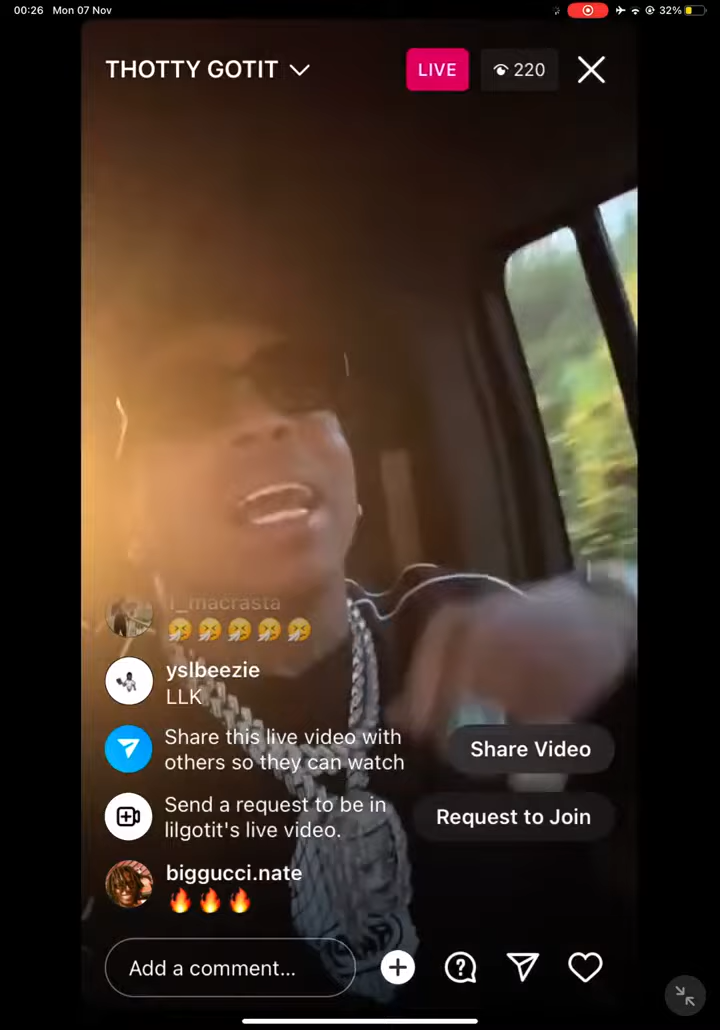 00:26 Mon 07 Nov 32%
THOTTY GOTIT LIVE 220
l_macrasta
🤧🤧🤧🤧🤧
yslbeezie
LLK
Share this live video with
others so they can watch
Share Video
Send a request to be in
lilgotit's live video.
Request to Join
biggucci.nate
🔥🔥🔥
Add a comment...